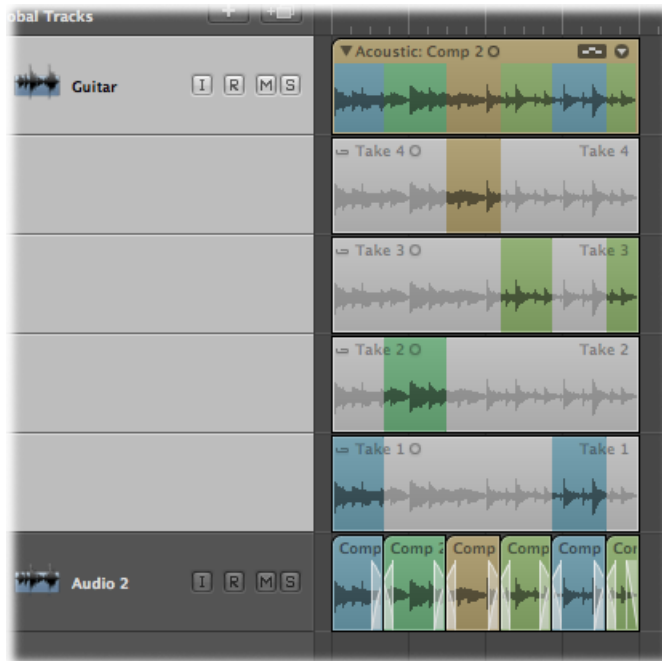 obal Tracks
Acoustic: Comp 2
Guitar
I R M S
Take 4 Take 4
Take 3 Take 3
Take 2 Take 2
Take 1 Take 1
Comp Comp 2 Comp Comp Comp Cor
Audio 2
I R M S